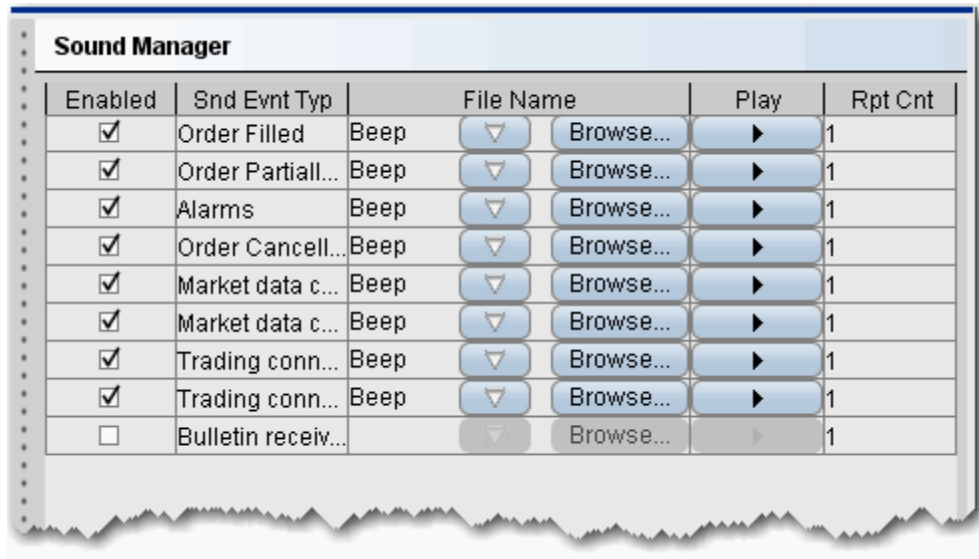 Sound Manager
Enabled Snd Evnt Typ File Name Play Rpt Cnt
Order Filled Beep Browse... 1
Order Partiall... Beep Browse... 1
Alarms Beep Browse... 1
Order Cancell... Beep Browse... 1
Market data c... Beep Browse... 1
Market data c... Beep Browse... 1
Trading conn... Beep Browse... 1
Trading conn... Beep Browse... 1
Bulletin receiv... Browse... 1